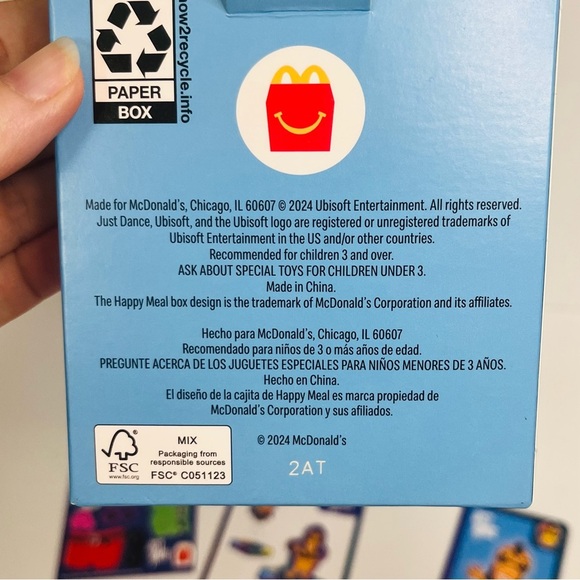 how2recycle.info
PAPER
BOX
Made for McDonald's, Chicago, IL 60607 © 2024 Ubisoft Entertainment. All rights reserved.
Just Dance, Ubisoft, and the Ubisoft logo are registered or unregistered trademarks of
Ubisoft Entertainment in the US and/or other countries.
Recommended for children 3 and over.
ASK ABOUT SPECIAL TOYS FOR CHILDREN UNDER 3.
Made in China.
The Happy Meal box design is the trademark of McDonald's Corporation and its affiliates.
Hecho para McDonald's, Chicago, IL 60607
Recomendado para niños de 3 o más años de edad.
PREGUNTE ACERCA DE LOS JUGUETES ESPECIALES PARA NIÑOS MENORES DE 3 AÑOS.
Hecho en China.
El diseño de la cajita de Happy Meal es marca propiedad de
McDonald's Corporation y sus afiliados.
© 2024 McDonald's
2AT
FSC
www.fsc.org
MIX
Packaging from
responsible sources
FSC® C051123